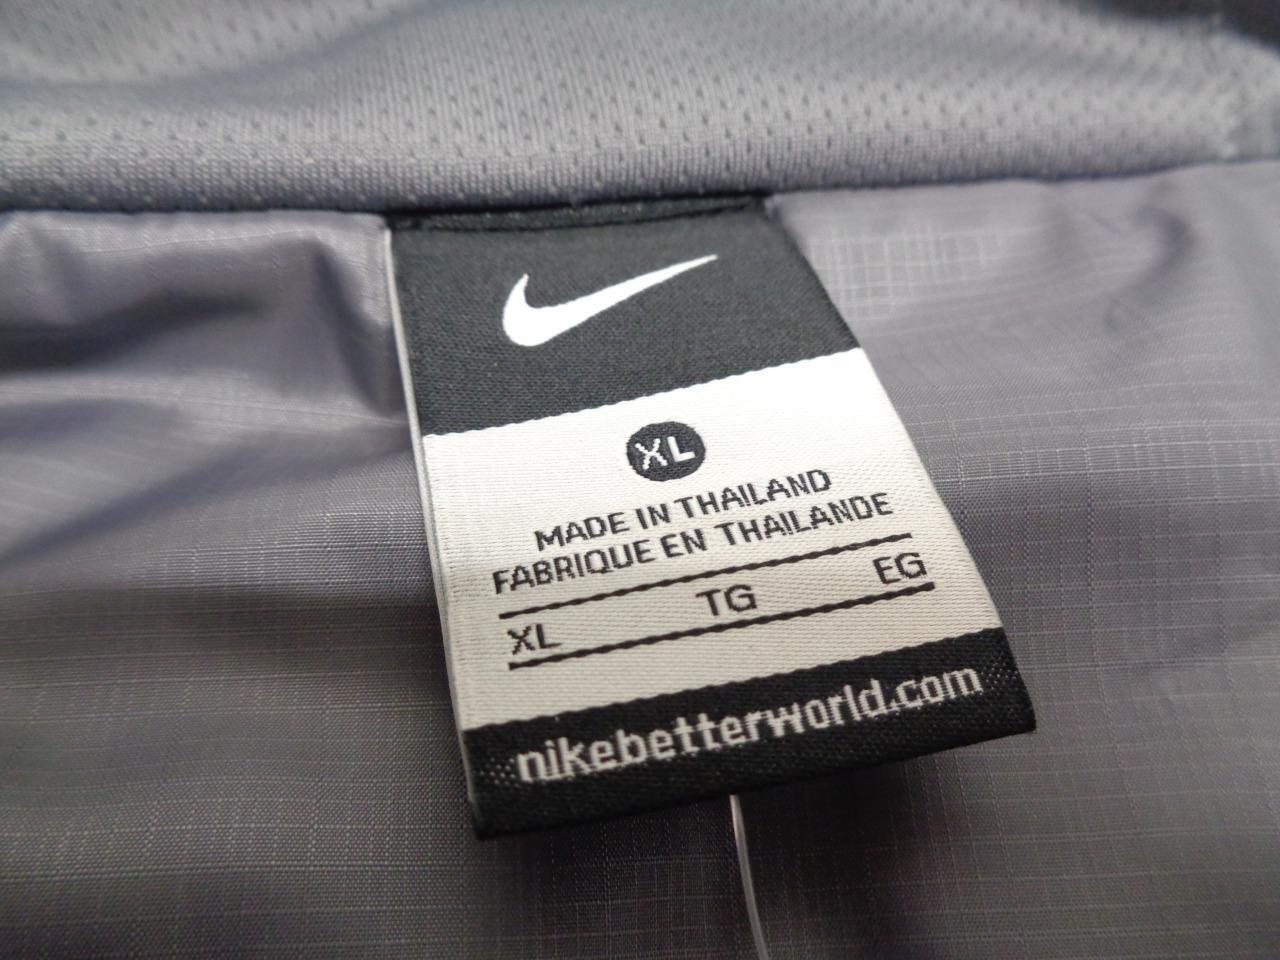 XL
MADE IN THAILAND
FABRIQUE EN THAILANDE
XL TG EG
nikebetterworld.com